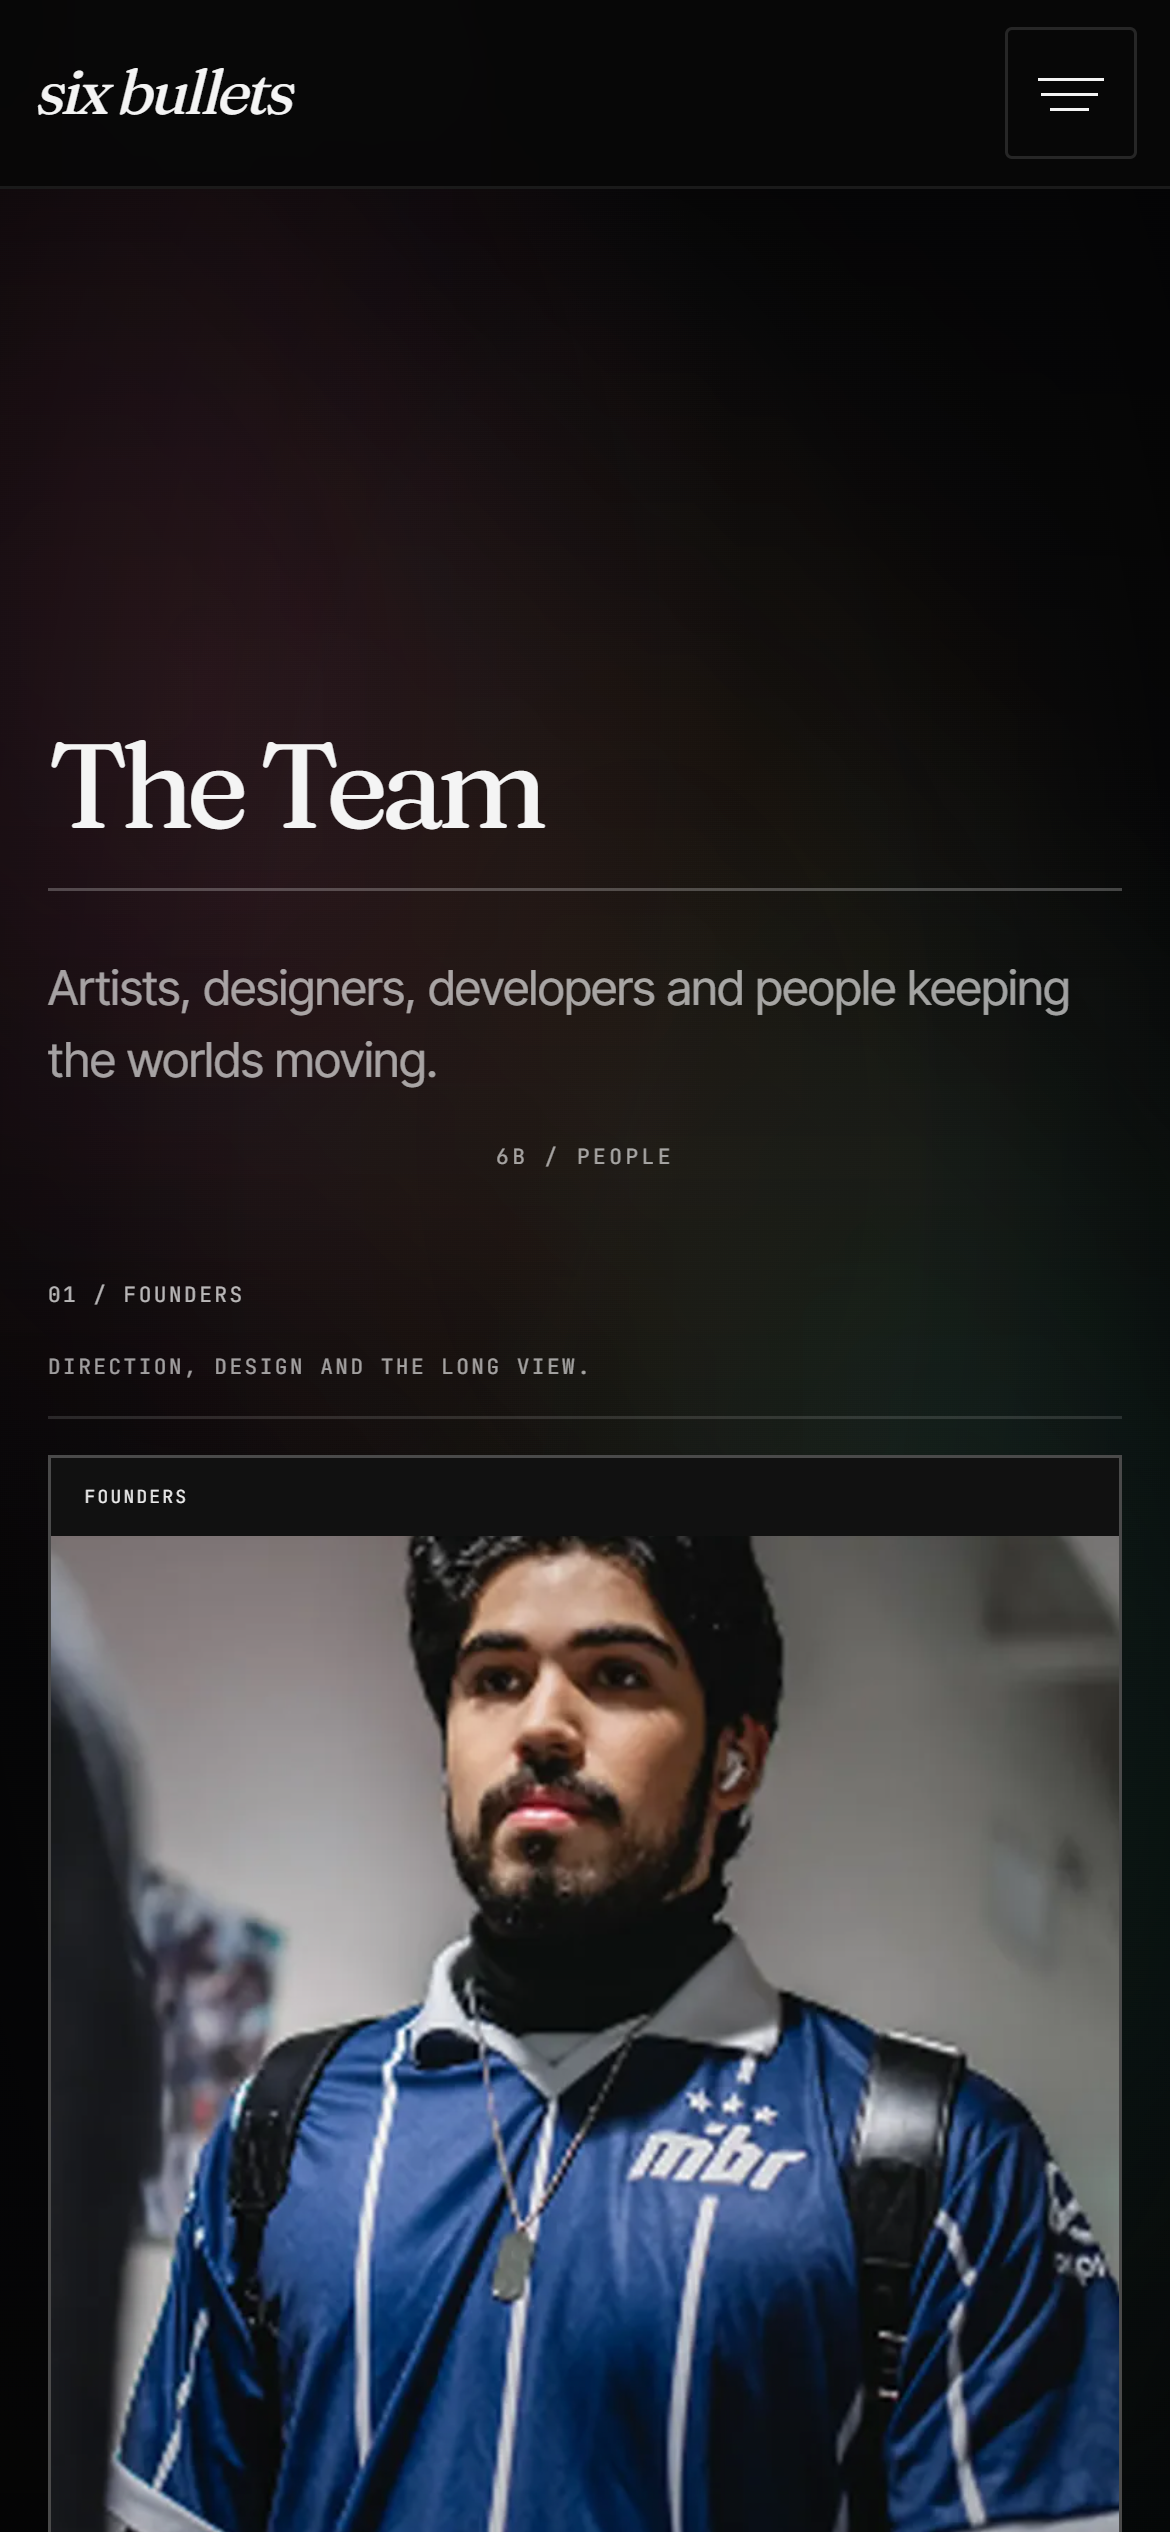 six bullets
The Team
Artists, designers, developers and people keeping
the worlds moving.
6B / PEOPLE
01 / FOUNDERS
DIRECTION, DESIGN AND THE LONG VIEW.
FOUNDERS
mbr